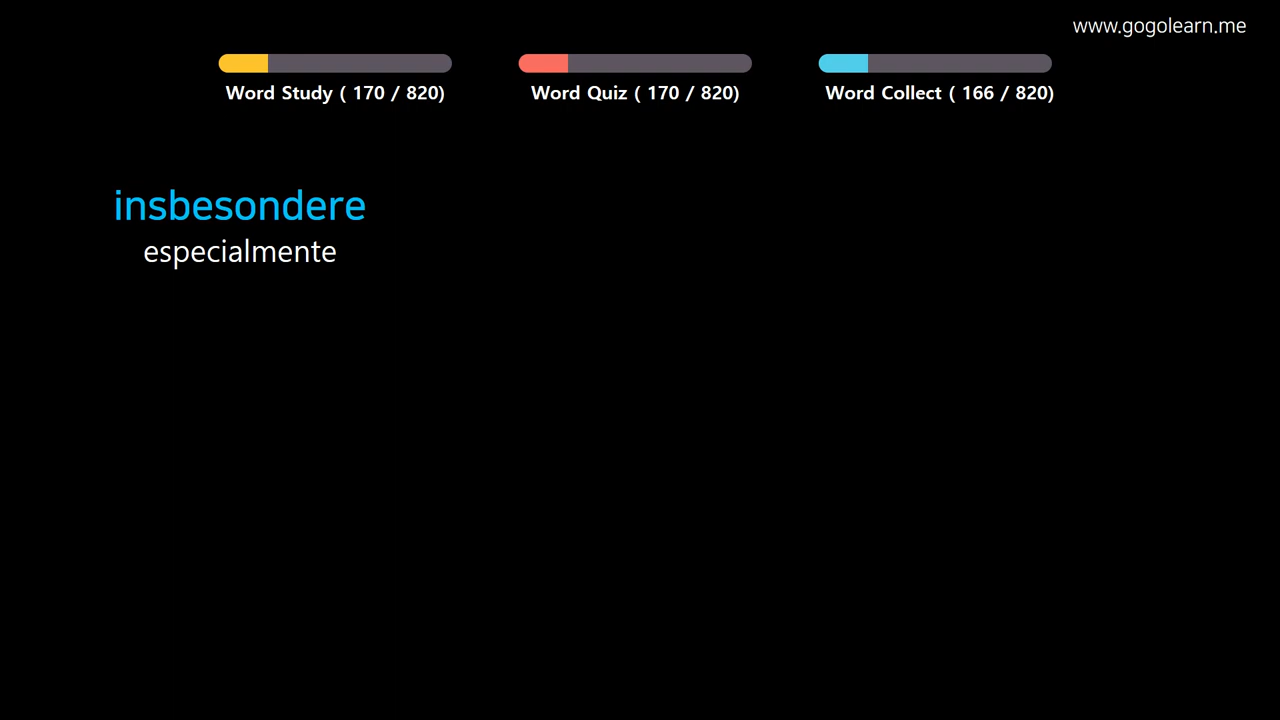 www.gogolearn.me
Word Study ( 170 / 820)
Word Quiz ( 170 / 820)
Word Collect ( 166 / 820)
insbesondere
especialmente